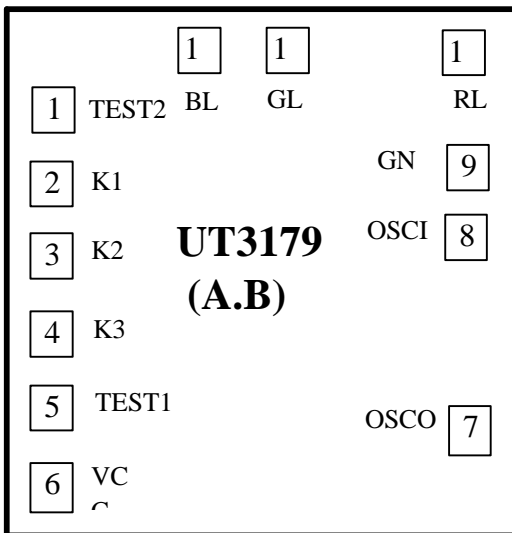 1 1 1
BL GL RL
1 TEST2
GN 9
2 K1
OSCI 8
UT3179
3 K2
(A.B)
4 K3
5 TEST1
OSCO 7
6 VC